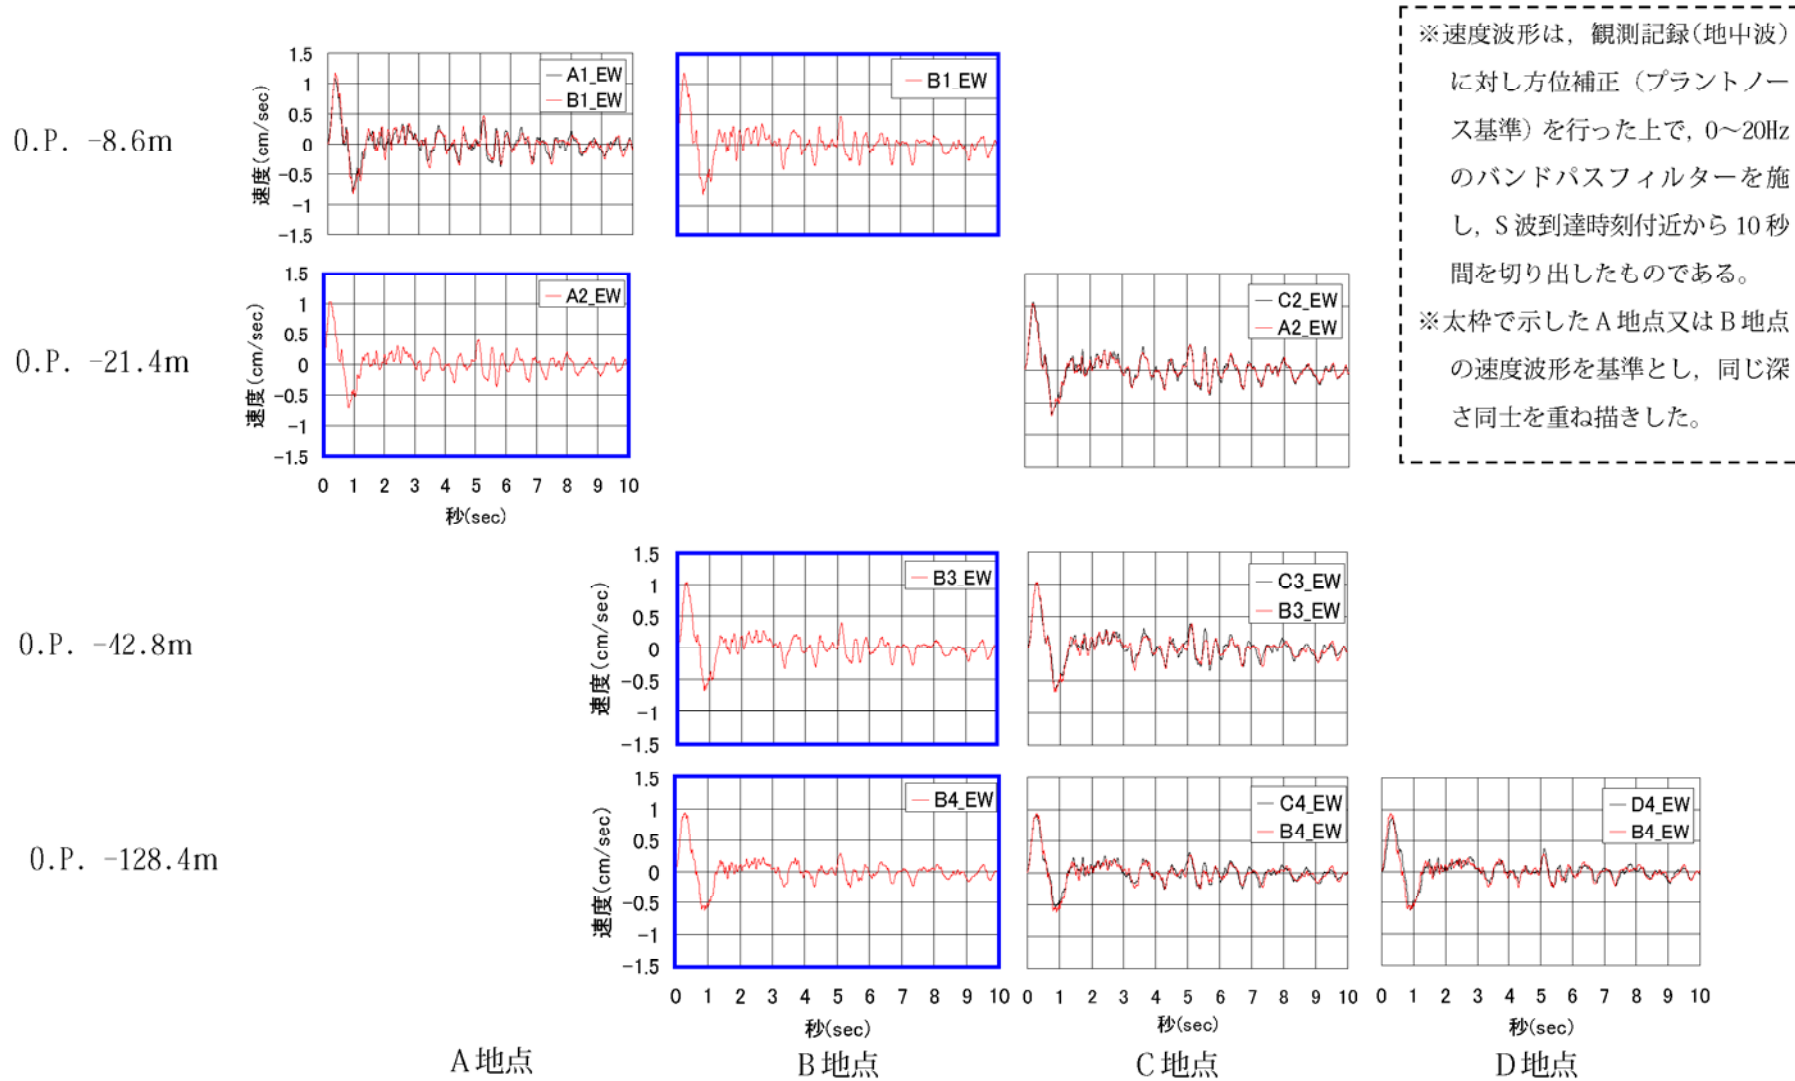 ※速度波形は，観測記録(地中波)
に対し方位補正（プラントノー
ス基準）を行った上で，0～20Hz
のバンドパスフィルターを施
し，S 波到達時刻付近から 10 秒
間を切り出したものである。
※太枠で示した A 地点又は B 地点
の速度波形を基準とし，同じ深
さ同士を重ね描きした。
O.P. -8.6m
速度(cm/sec)
1.5
1
0.5
0
-0.5
-1
-1.5
A1_EW
B1_EW
B1_EW
O.P. -21.4m
速度(cm/sec)
1.5
1
0.5
0
-0.5
-1
-1.5
A2_EW
0 1 2 3 4 5 6 7 8 9 10
秒(sec)
C2_EW
A2_EW
O.P. -42.8m
速度(cm/sec)
1.5
1
0.5
0
-0.5
-1
-1.5
B3_EW
C3_EW
B3_EW
O.P. -128.4m
速度(cm/sec)
1.5
1
0.5
0
-0.5
-1
-1.5
B4_EW
0 1 2 3 4 5 6 7 8 9 10
秒(sec)
C4_EW
B4_EW
0 1 2 3 4 5 6 7 8 9 10
秒(sec)
D4_EW
B4_EW
0 1 2 3 4 5 6 7 8 9 10
秒(sec)
A 地点
B 地点
C 地点
D 地点